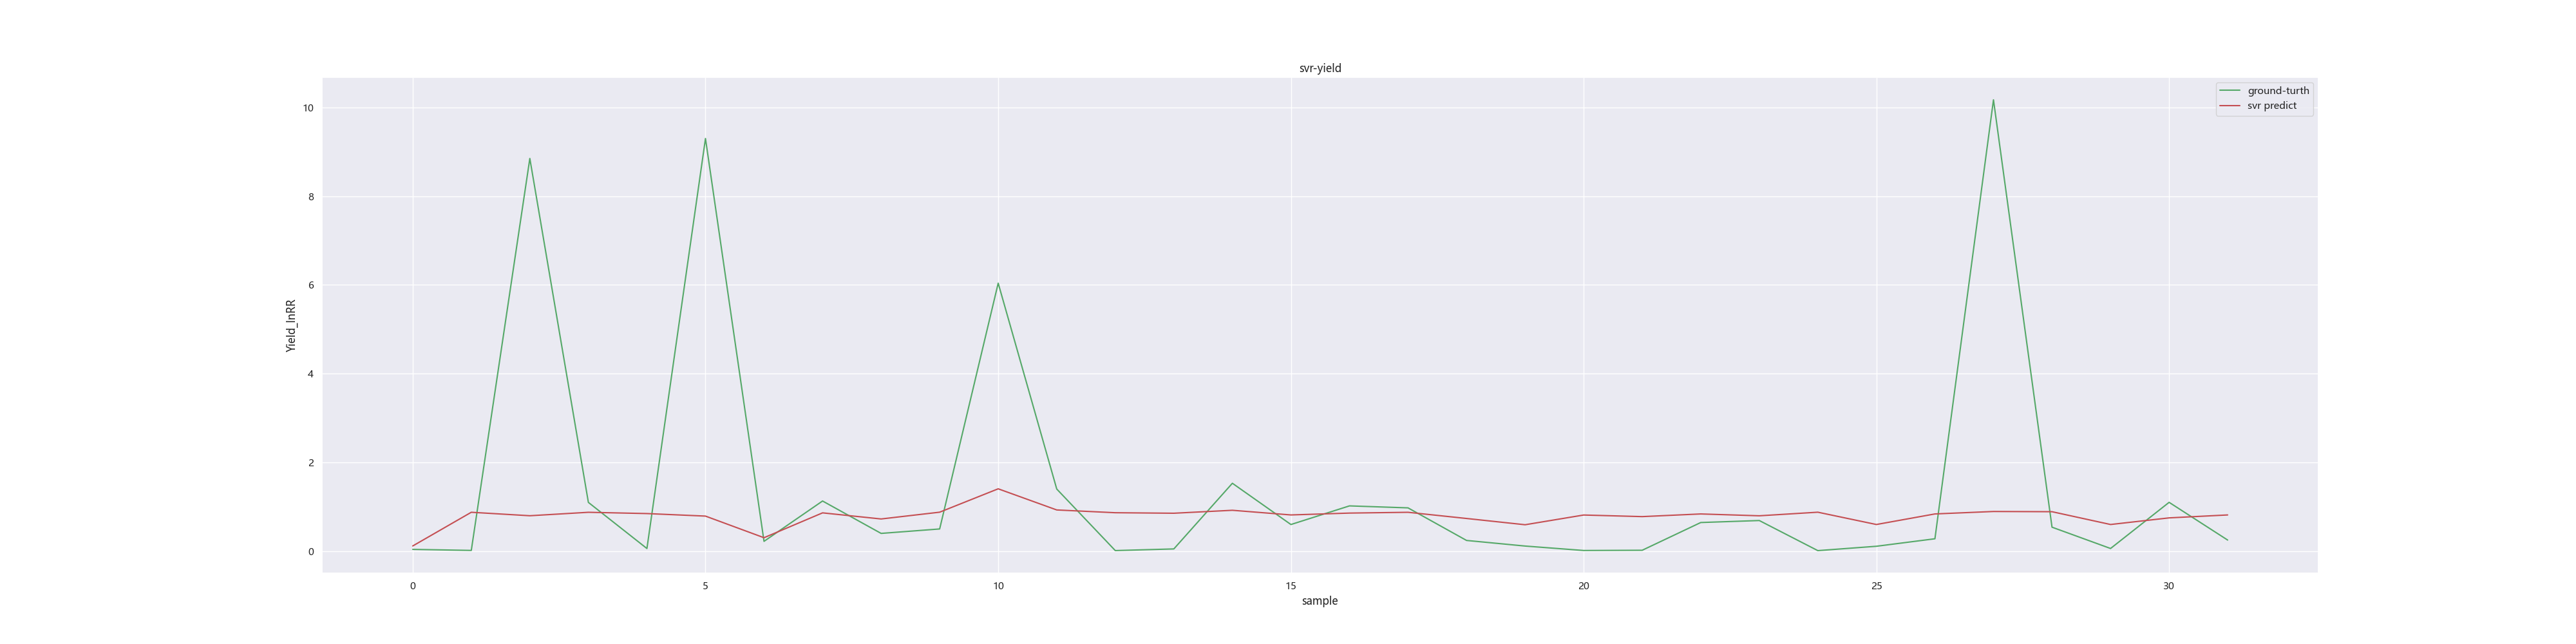 svr-yield
ground-turth
svr predict
10
8
6
4
2
0
Yield_lnRR
0 5 10 15 20 25 30
sample